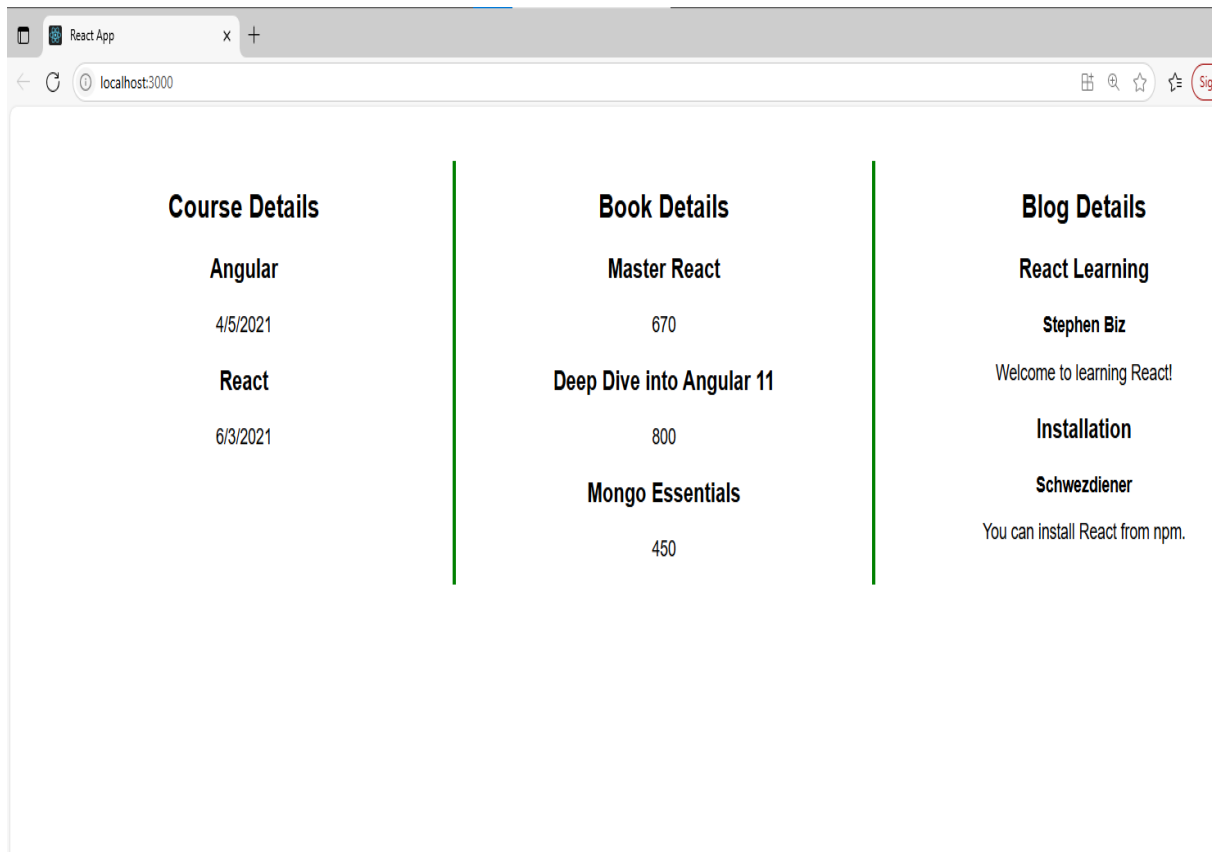 React App
localhost:3000
Sig
Course Details
Angular
4/5/2021
React
6/3/2021
Book Details
Master React
670
Deep Dive into Angular 11
800
Mongo Essentials
450
Blog Details
React Learning
Stephen Biz
Welcome to learning React!
Installation
Schwezdiener
You can install React from npm.